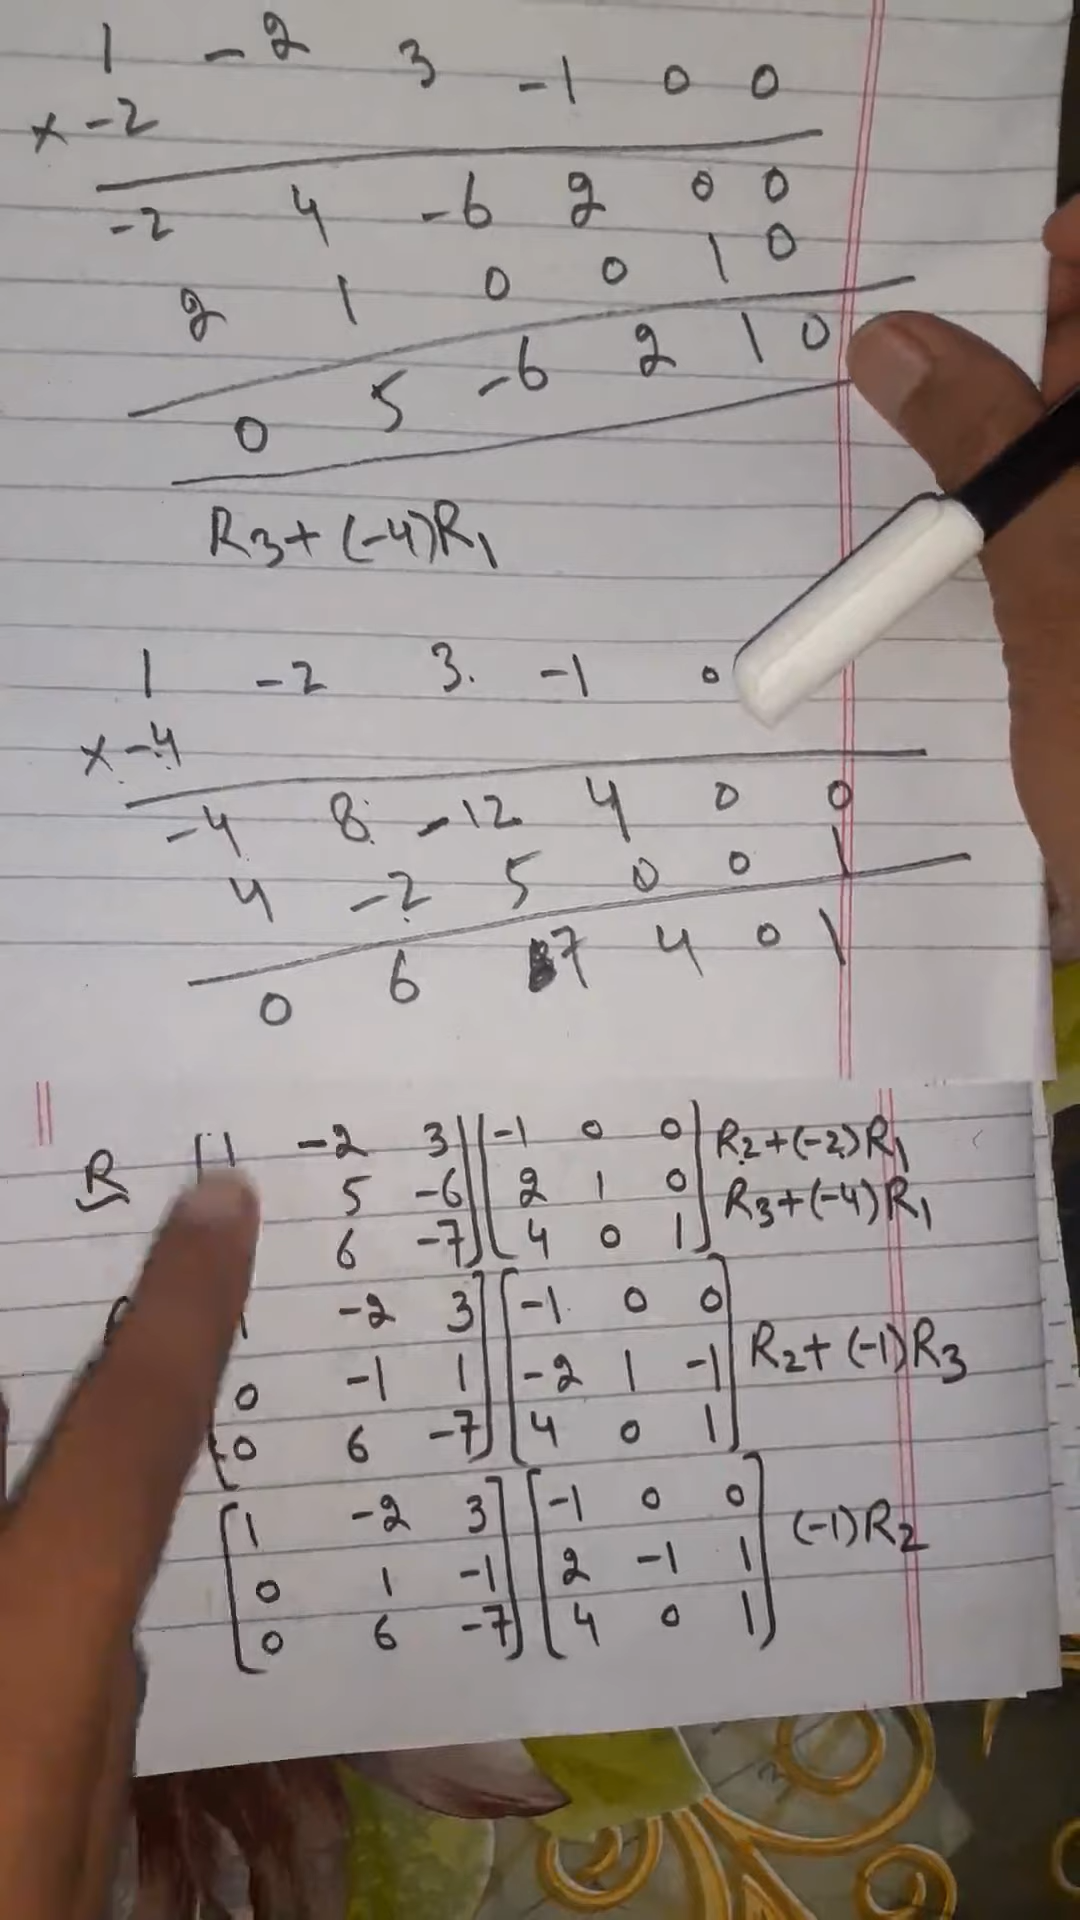 1 -2 3 -1 0 0
x -2
-2 4 -6 2 0 0
2 1 0 0 1 0
0 5 -6 2 1 0
R3+(-4)R1
1 -2 3. -1 0
x -4
-4 8 -12 4 0 0
4 -2 5 0 0 1
0 6 7 4 0 1
R [1 -2 3] [-1 0 0] R2+(-2)R1
5 -6] [2 1 0] R3+(-4)R1
6 -7] [4 0 1]
1 -2 3] [-1 0 0]
0 -1 1] [-2 1 -1] R2+(-1)R3
[0 6 -7] [4 0 1]
[1 -2 3] [-1 0 0] (-1)R2
[0 1 -1] [2 -1 1]
[0 6 -7] [4 0 1]